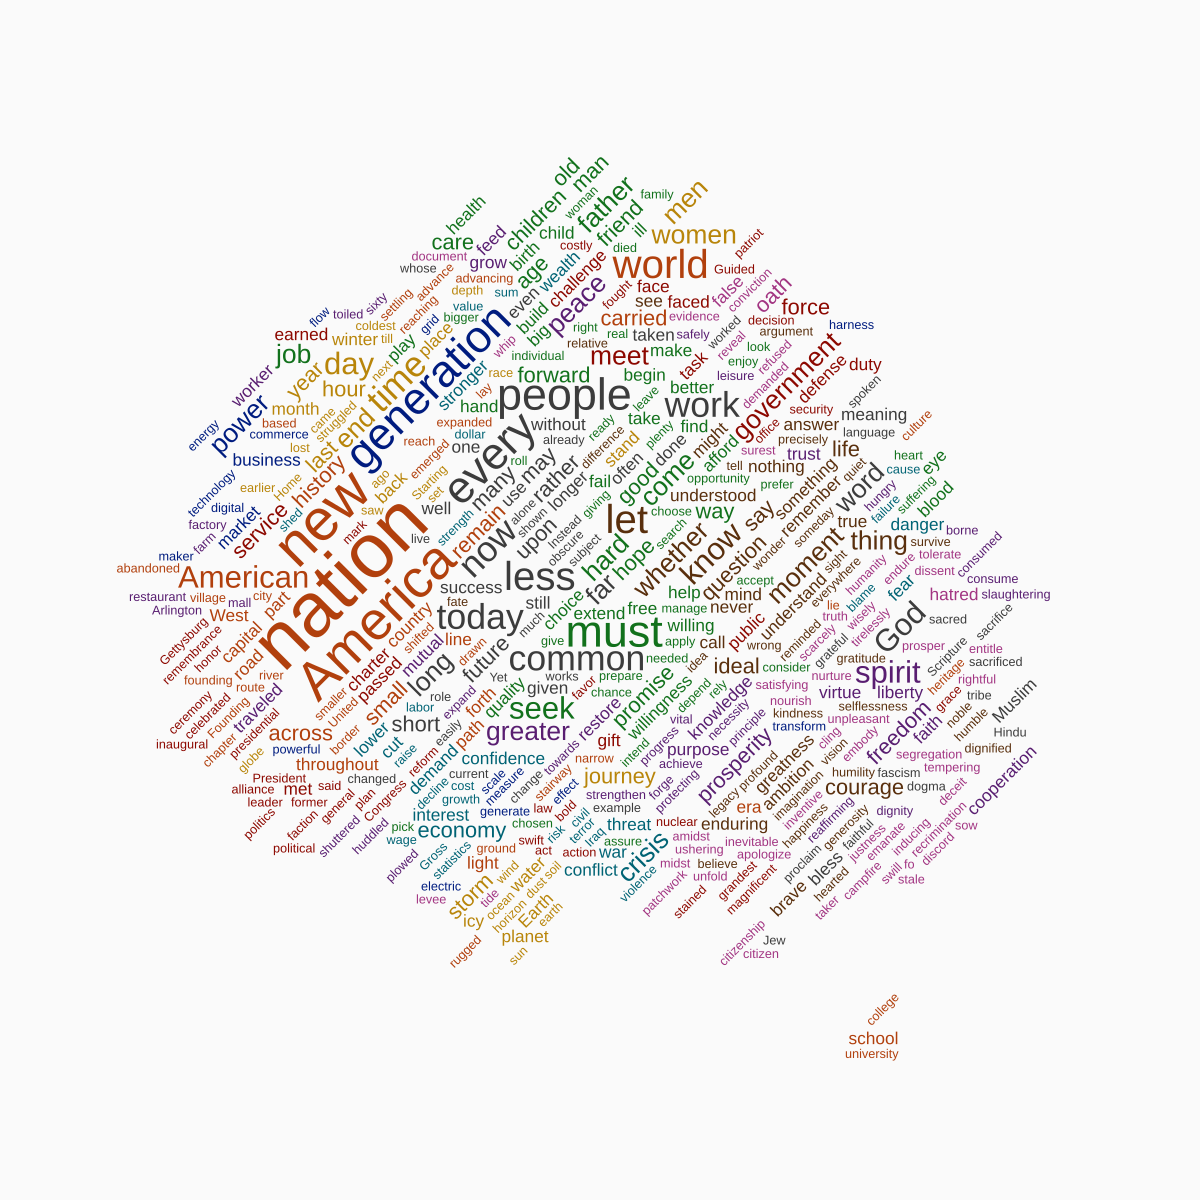 old
man
health
children
woman
father
family
men
care
feed
child
friend
ill
women
patriot
document
whose
grow
birth
costly
died
world
Guided
advance
advancing
age
wealth
challenge
fought
face
false
conviction
oath
flow
toiled
sixty
settling
reaching
depth
sum
even
build
peace
see
faced
force
earned
coldest
winter
till
grid
value
bigger
big
right
real
carried
evidence
taken
safely
worked
decision
argument
harness
job
day
next
play
place
generation
whip
individual
relative
meet
make
task
reveal
look
enjoy
refused
government
worker
year
hour
time
stronger
race
forward
begin
better
leisure
demanded
defense
duty
energy
power
month
based
came
struggled
end
lay
hand
people
leave
take
work
find
security
answer
office
spoken
meaning
language
culture
commerce
business
lost
last
expanded
dollar
reach
emerged
one
every
without
already
ready
difference
stand
plenty
done
might
afford
surest
precisely
trust
life
technology
earlier
Home
history
ago
back
Starting
set
roll
many
use
may
rather
often
fail
good
come
tell
opportunity
nothing
prefer
something
quiet
word
heart
cause
eye
digital
market
shed
service
new
saw
mark
well
strength
alone
shown
longer
giving
understood
choose
way
say
someday
remember
true
hungry
failure
suffering
blood
danger
borne
factory
farm
maker
abandoned
American
nation
live
remain
now
upon
Instead
obscure
subject
let
search
whether
know
question
wonder
moment
thing
survive
tolerate
consumed
restaurant
village
mall
city
Arlington
West
part
America
success
less
far
hard
hope
help
accept
mind
sight
everywhere
humanity
endure
dissent
fear
consume
hatred
slaughtering
Gettysburg
remembrance
honor
capital
road
country
shifted
fate
today
still
much
choice
extend
free
manage
never
understand
lie
truth
blame
wisely
tirelessly
God
sacred
sacrifice
founding
route
river
charter
mutual
line
drawn
future
give
must
willing
apply
call
public
wrong
reminded
scarcely
grateful
prosper
entitle
Scripture
sacrificed
ceremony
celebrated
Founding
traveled
smaller
United
passed
small
long
Yet
common
works
prepare
needed
idea
ideal
consider
gratitude
nurture
spirit
heritage
rightful
inaugural
chapter
presidential
across
border
role
labor
expand
forth
quality
given
favor
chance
promise
willingness
depend
rely
knowledge
satisfying
nourish
virtue
liberty
grace
tribe
Muslim
globe
powerful
throughout
lower
cut
raise
short
easily
path
seek
greater
restore
gift
vital
necessity
principle
kindness
transform
selflessness
unpleasant
freedom
faith
noble
humble
Hindu
President
alliance
leader
met
former
said
changed
reform
demand
confidence
towards
narrow
intend
progress
purpose
achieve
prosperity
greatness
cling
embody
vision
segregation
dignified
politics
political
faction
general
plan
Congress
decline
current
cost
growth
scale
measure
change
stairway
effect
journey
strengthen
forge
protecting
legacy
profound
ambition
imagination
humility
fascism
courage
dogma
tempering
deceit
cooperation
shuttered
huddled
pick
wage
interest
economy
generate
chosen
law
bold
example
civil
threat
nuclear
era
enduring
inventive
happiness
reaffirming
generosity
dignity
recrimination
plowed
Gross
statistics
ground
swift
act
risk
terror
Iraq
assure
action
war
crisis
amidst
ushering
inevitable
apologize
proclaim
faithful
justness
emanate
inducing
discord
sow
electric
levee
light
storm
tide
wind
water
dust
soil
conflict
violence
midst
believe
patchwork
unfold
grandest
magnificent
bless
hearted
brave
campfire
swill
fo
stale
taker
icy
ocean
horizon
Earth
earth
stained
rugged
planet
sun
citizenship
Jew
citizen
college
school
university